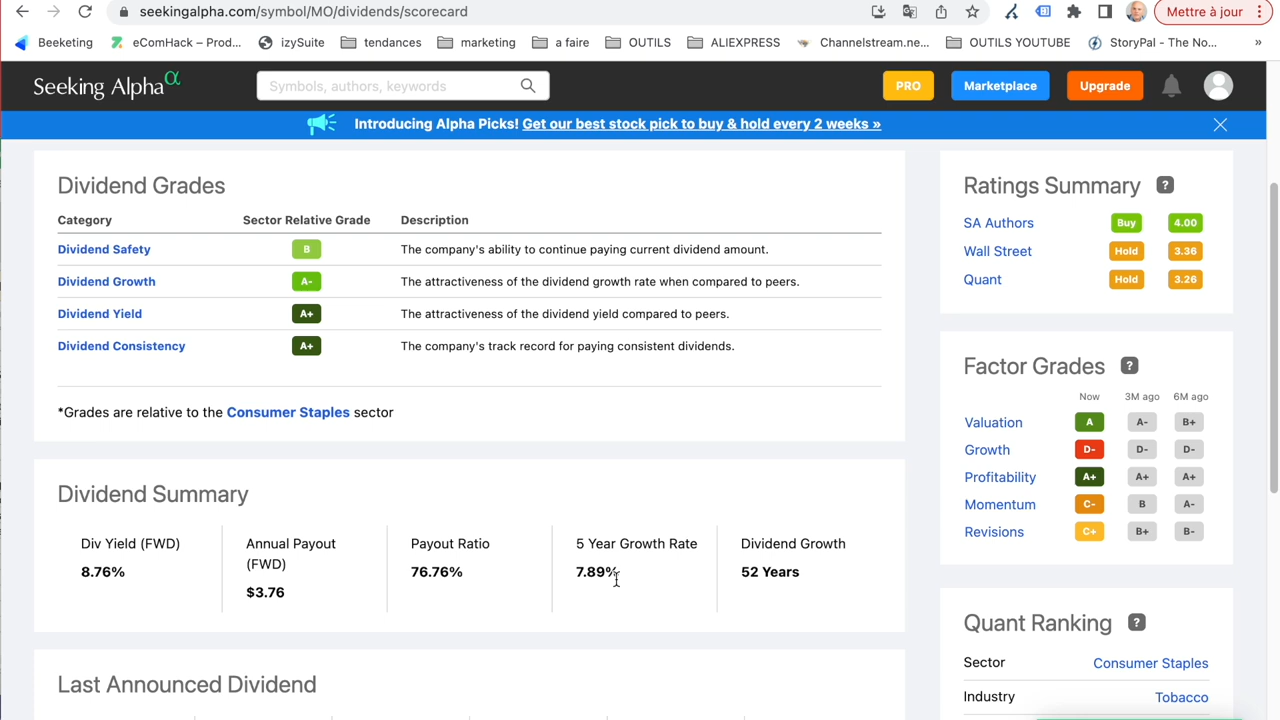 seekingalpha.com/symbol/MO/dividends/scorecard
Mettre à jour
Beeketing
eComHack – Prod...
izySuite
tendances
marketing
a faire
OUTILS
ALIEXPRESS
Channelstream.ne...
OUTILS YOUTUBE
StoryPal - The No...
»
Seeking Alpha α
Symbols, authors, keywords
PRO
Marketplace
Upgrade
Introducing Alpha Picks! Get our best stock pick to buy & hold every 2 weeks »
Dividend Grades
Category Sector Relative Grade Description
Dividend Safety B The company's ability to continue paying current dividend amount.
Dividend Growth A- The attractiveness of the dividend growth rate when compared to peers.
Dividend Yield A+ The attractiveness of the dividend yield compared to peers.
Dividend Consistency A+ The company's track record for paying consistent dividends.
*Grades are relative to the Consumer Staples sector
Dividend Summary
Div Yield (FWD)
8.76%
Annual Payout
(FWD)
$3.76
Payout Ratio
76.76%
5 Year Growth Rate
7.89%
Dividend Growth
52 Years
Last Announced Dividend
Ratings Summary ?
SA Authors Buy 4.00
Wall Street Hold 3.36
Quant Hold 3.26
Factor Grades ?
Now 3M ago 6M ago
Valuation A A- B+
Growth D- D- D-
Profitability A+ A+ A+
Momentum C- B A-
Revisions C+ B+ B-
Quant Ranking ?
Sector Consumer Staples
Industry Tobacco